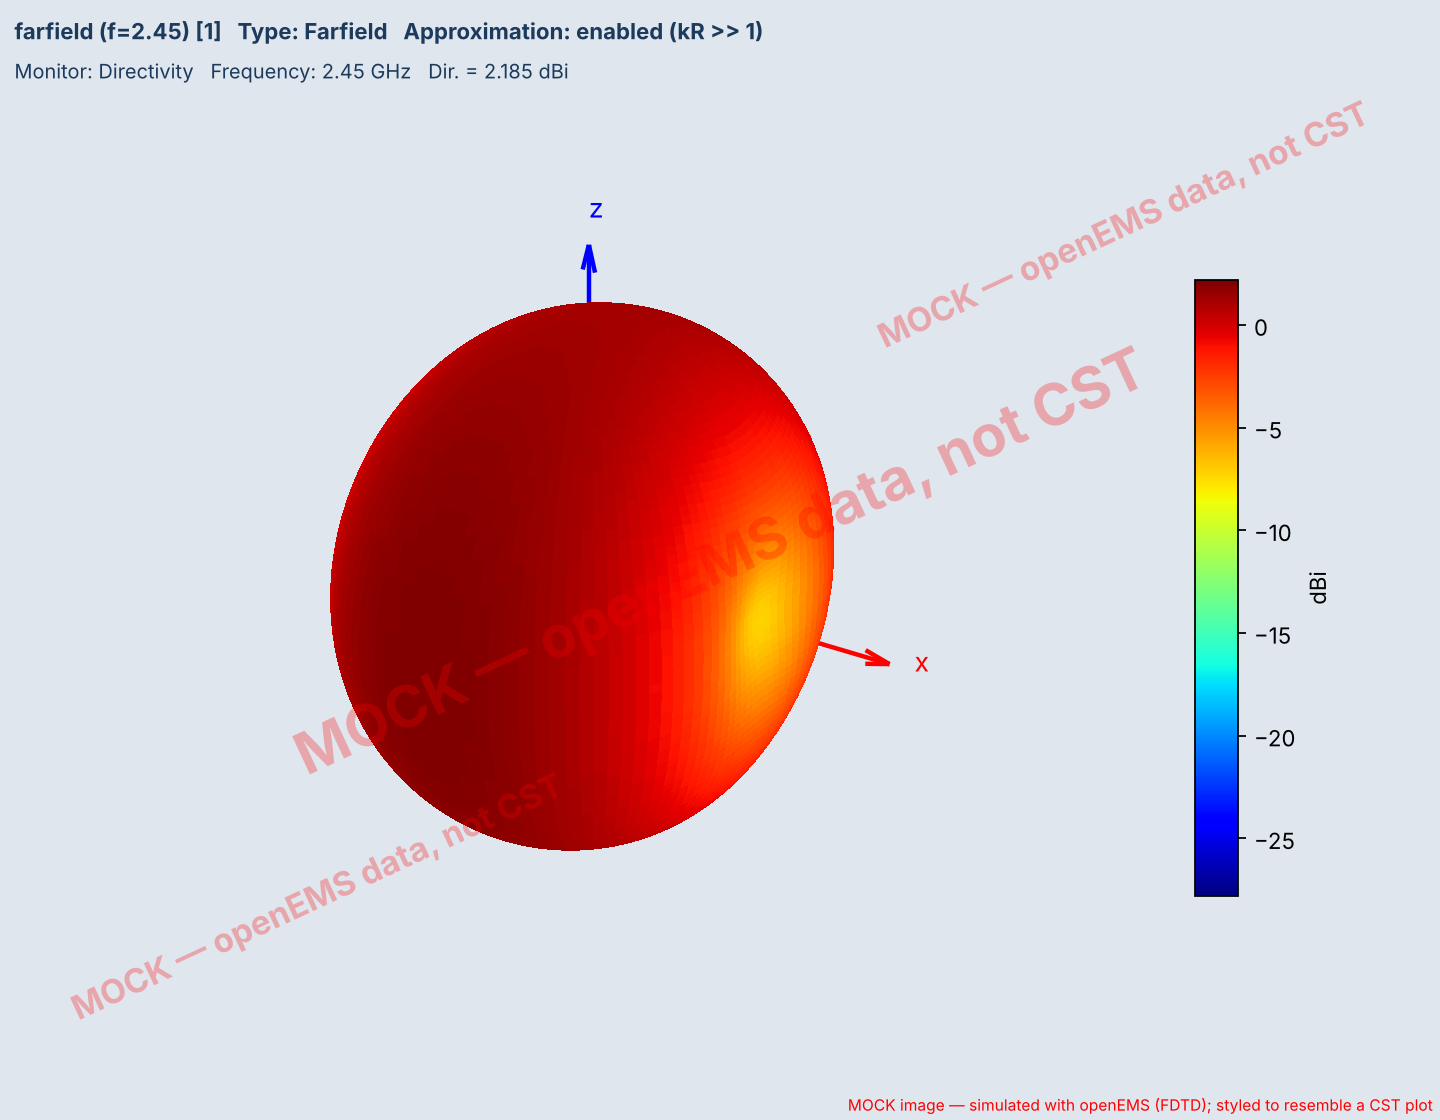 farfield (f=2.45) [1]   Type: Farfield   Approximation: enabled (kR >> 1)
Monitor: Directivity   Frequency: 2.45 GHz   Dir. = 2.185 dBi
MOCK — openEMS data, not CST
z
0
MOCK — openEMS data, not CST
−5
−10
dBi
−15
x
−20
MOCK — openEMS data, not CST
−25
MOCK image — simulated with openEMS (FDTD); styled to resemble a CST plot